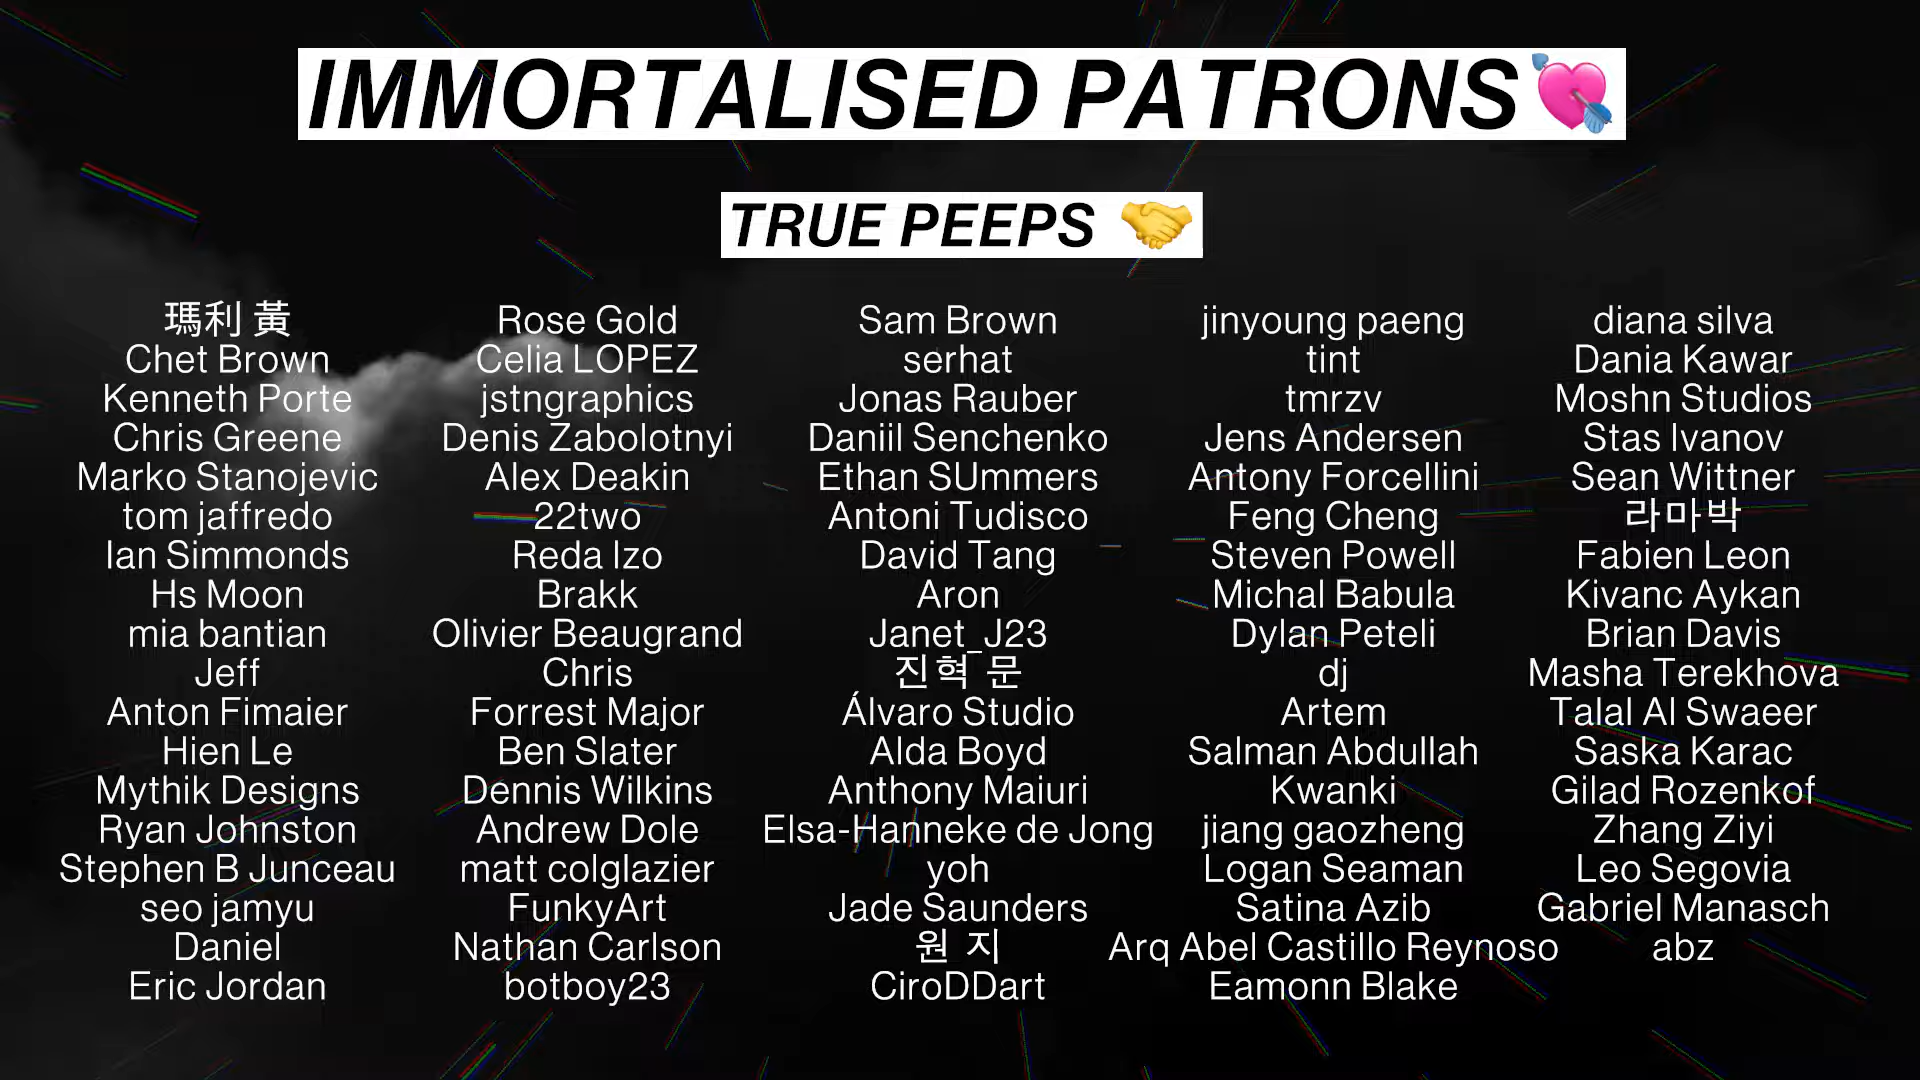 IMMORTALISED PATRONS💘
TRUE PEEPS 🤝
瑪利 黃
Chet Brown
Kenneth Porte
Chris Greene
Marko Stanojevic
tom jaffredo
Ian Simmonds
Hs Moon
mia bantian
Jeff
Anton Fimaier
Hien Le
Mythik Designs
Ryan Johnston
Stephen B Junceau
seo jamyu
Daniel
Eric Jordan
Rose Gold
Celia LOPEZ
jstngraphics
Denis Zabolotnyi
Alex Deakin
22two
Reda Izo
Brakk
Olivier Beaugrand
Chris
Forrest Major
Ben Slater
Dennis Wilkins
Andrew Dole
matt colglazier
FunkyArt
Nathan Carlson
botboy23
Sam Brown
serhat
Jonas Rauber
Daniil Senchenko
Ethan SUmmers
Antoni Tudisco
David Tang
Aron
Janet_J23
진혁 문
Álvaro Studio
Alda Boyd
Anthony Maiuri
Elsa-Hanneke de Jong
yoh
Jade Saunders
원 지
CiroDDart
jinyoung paeng
tint
tmrzv
Jens Andersen
Antony Forcellini
Feng Cheng
Steven Powell
Michal Babula
Dylan Peteli
dj
Artem
Salman Abdullah
Kwanki
jiang gaozheng
Logan Seaman
Satina Azib
Arq Abel Castillo Reynoso
Eamonn Blake
diana silva
Dania Kawar
Moshn Studios
Stas Ivanov
Sean Wittner
라마박
Fabien Leon
Kivanc Aykan
Brian Davis
Masha Terekhova
Talal Al Swaeer
Saska Karac
Gilad Rozenkof
Zhang Ziyi
Leo Segovia
Gabriel Manasch
abz